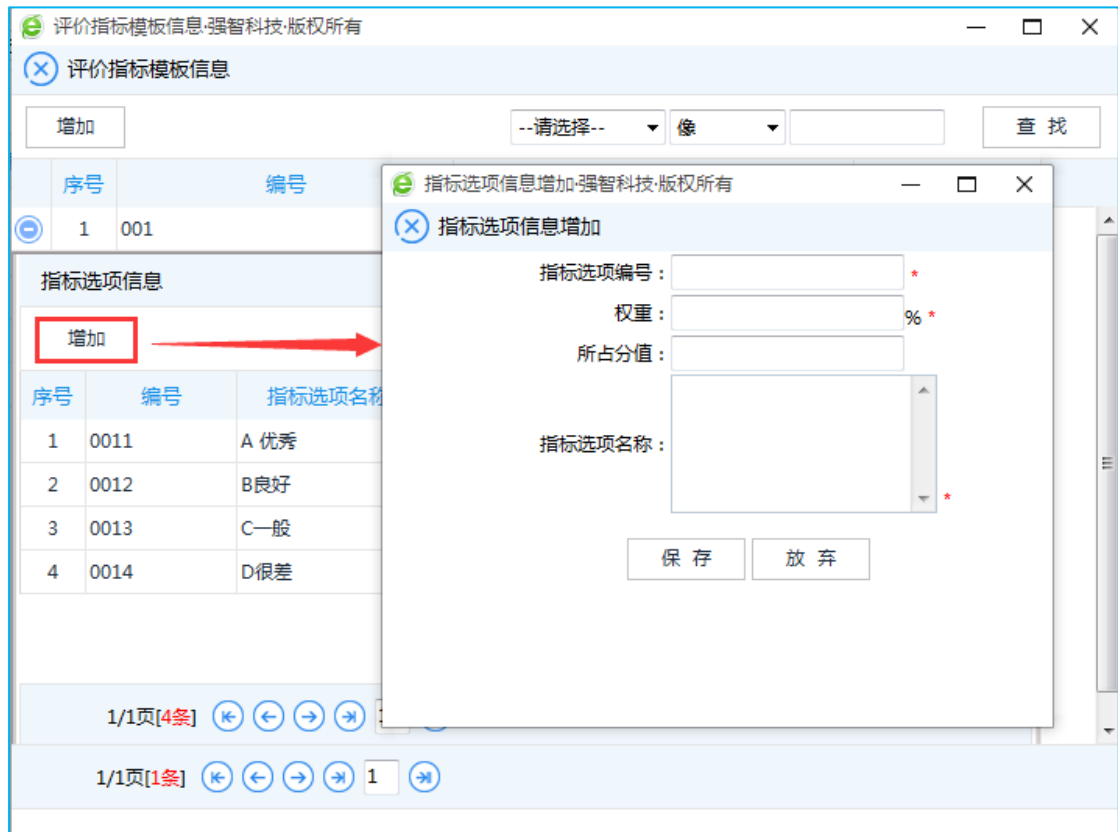 评价指标模板信息·强智科技·版权所有
评价指标模板信息
增加
--请选择--
像
查 找
序号
编号
1
001
指标选项信息
增加
序号
编号
指标选项名称
1
0011
A 优秀
2
0012
B良好
3
0013
C一般
4
0014
D很差
1/1页[4条]
1/1页[1条]
1
指标选项信息增加·强智科技·版权所有
指标选项信息增加
指标选项编号：
*
权重：
% *
所占分值：
指标选项名称：
*
保 存
放 弃